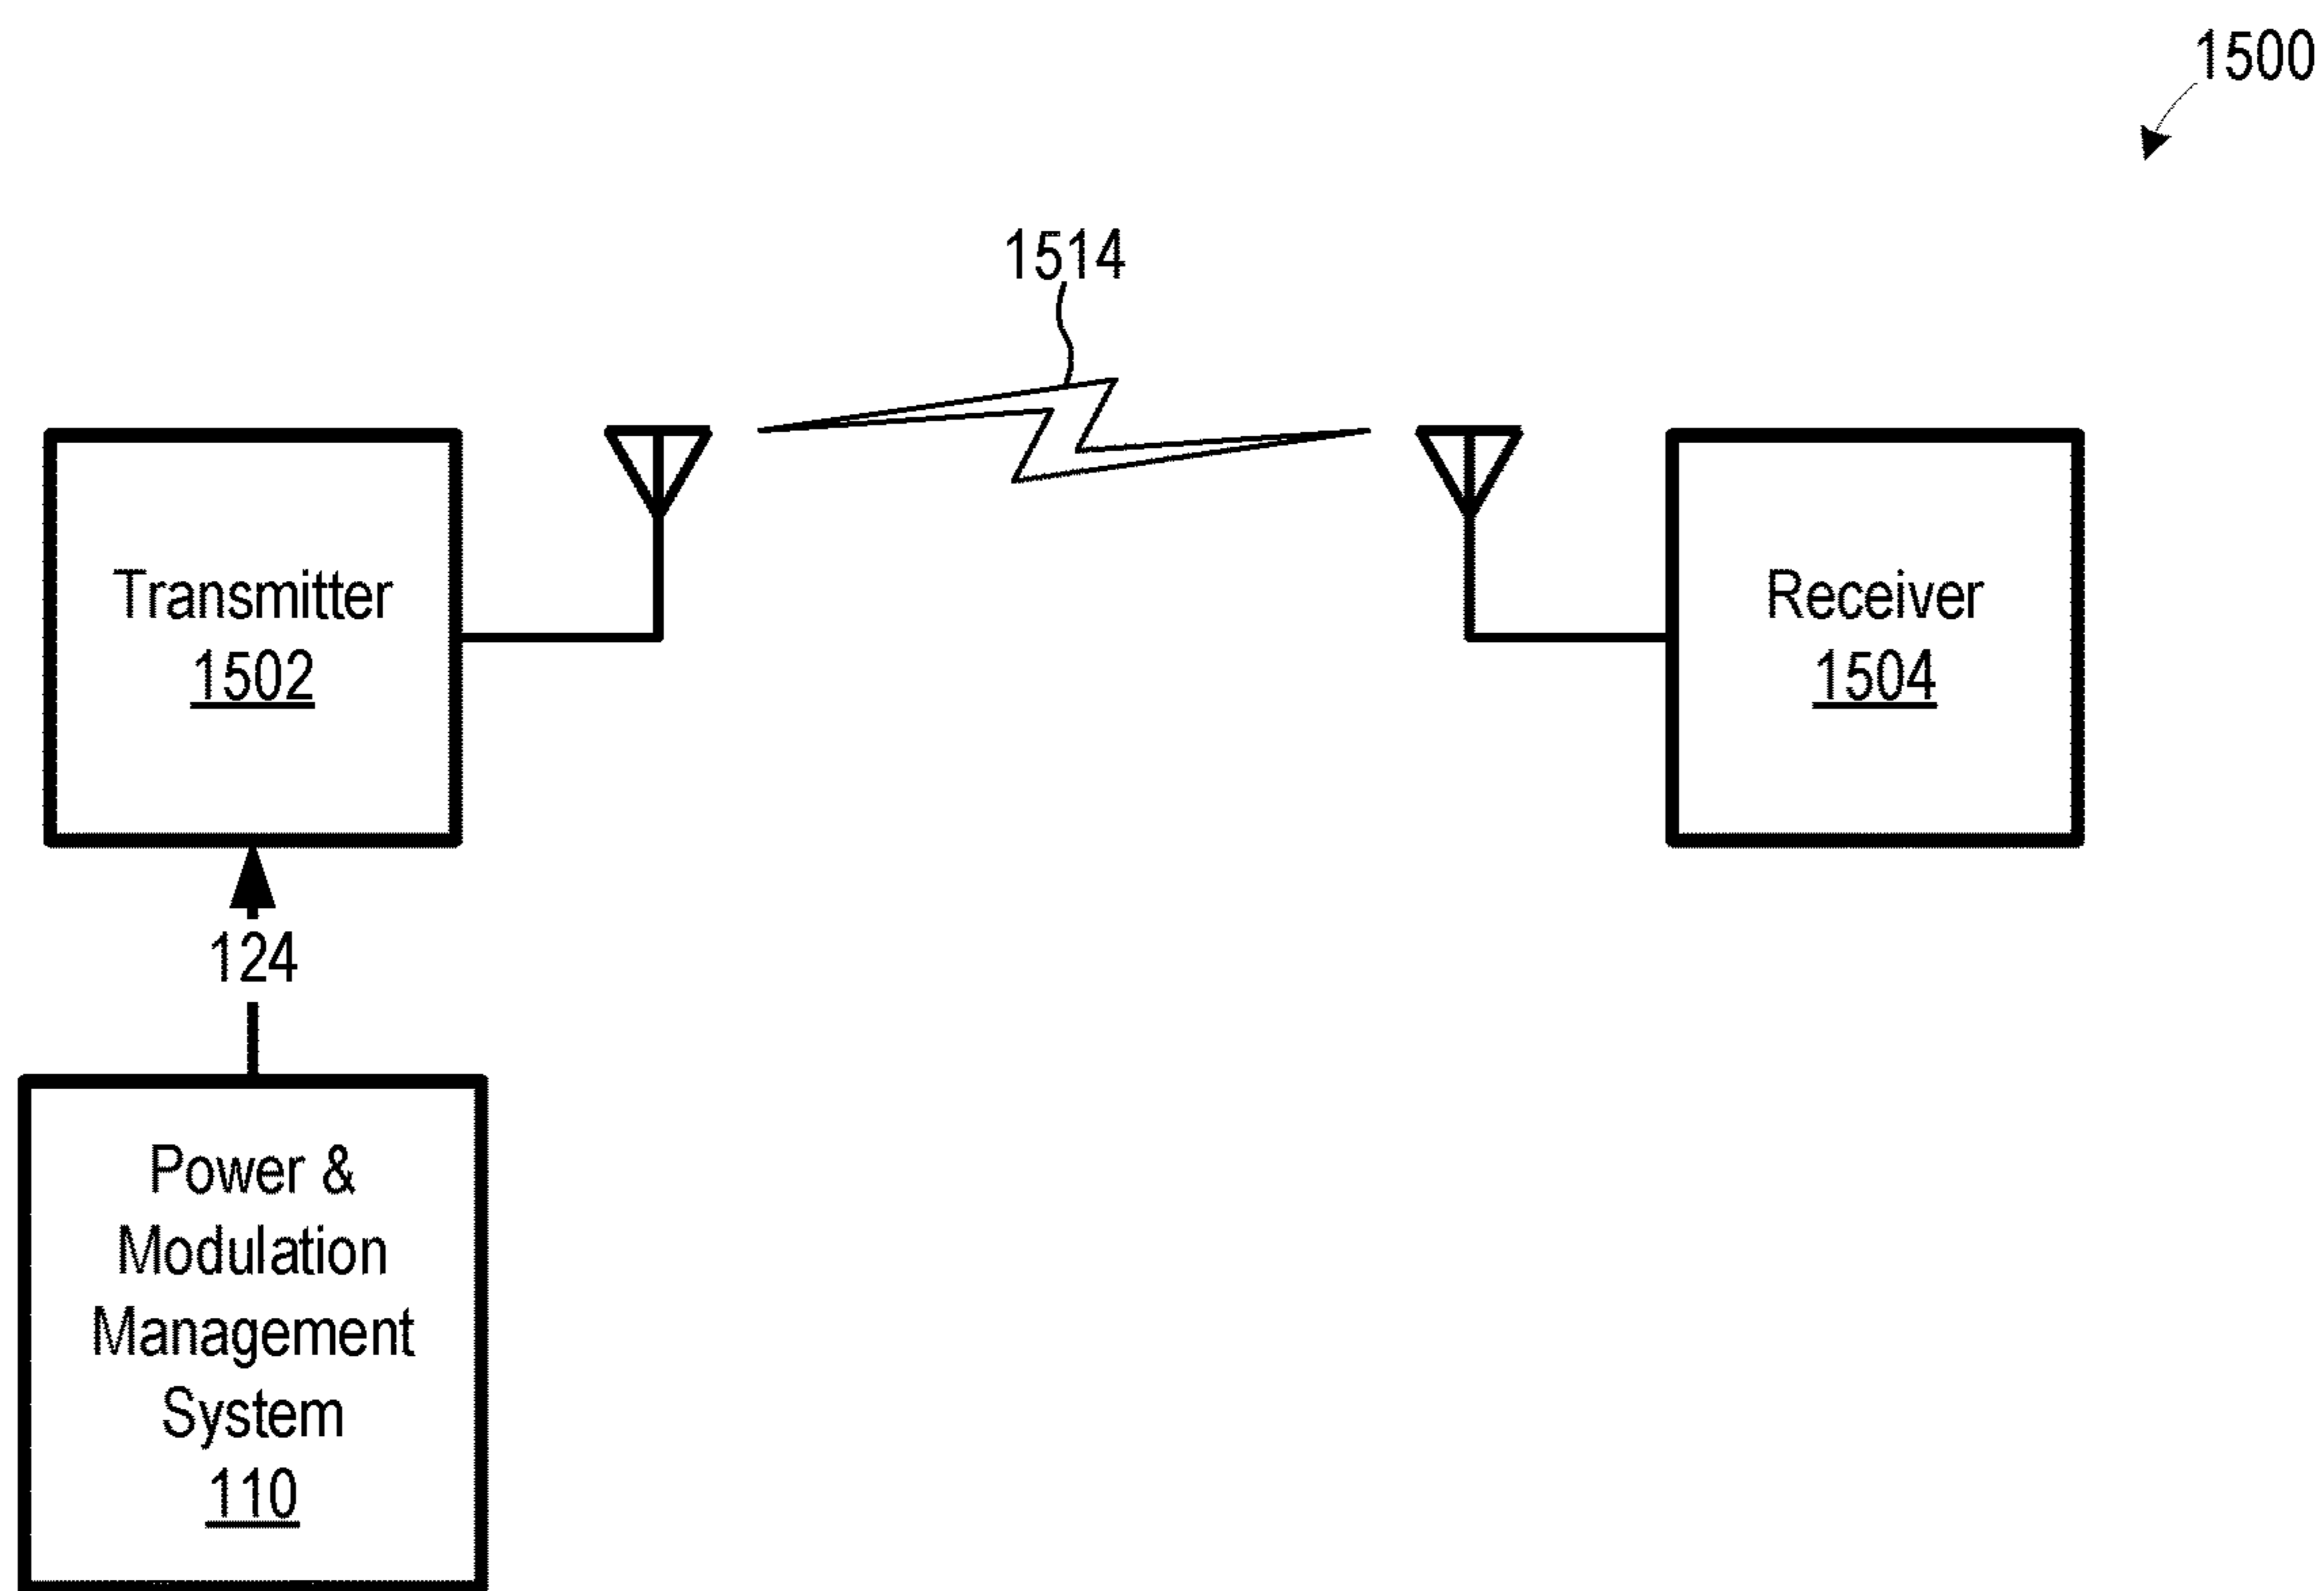 1500
1514
Transmitter
1502
Receiver
1504
124
Power &
Modulation
Management
System
110